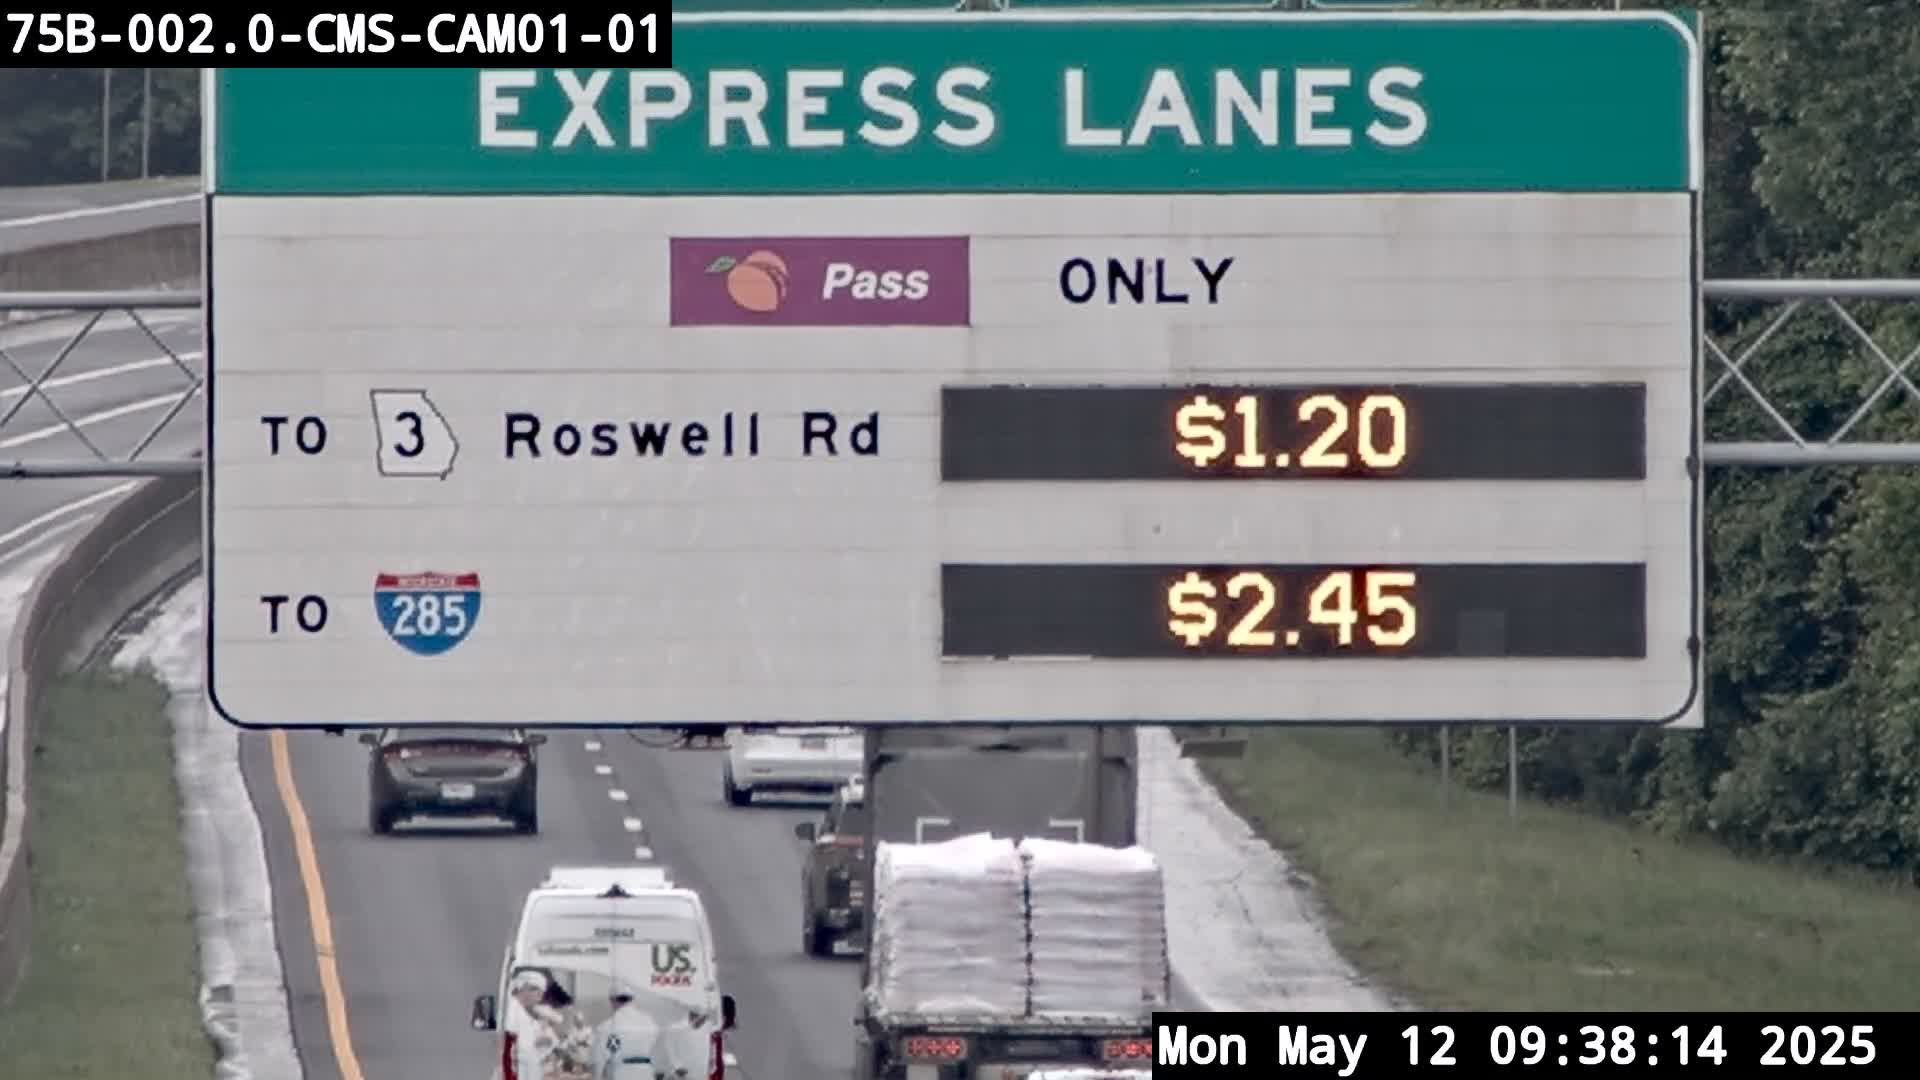 75B-002.0-CMS-CAM01-01
EXPRESS LANES
Pass ONLY
TO 3 Roswell Rd $1.20
TO 285 $2.45
US.
FOODS
Mon May 12 09:38:14 2025